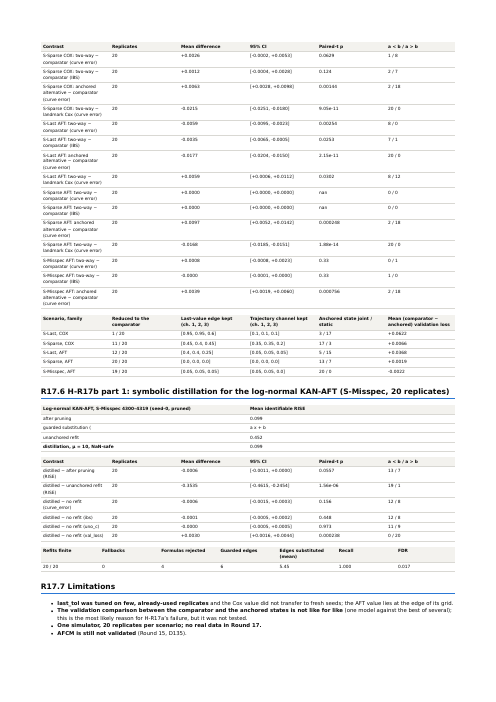 Contrast Replicates Mean difference 95% CI Paired-t p a < b / a > b
S-Sparse COX: two-way − comparator (curve error) 20 +0.0026 [-0.0002, +0.0053] 0.0629 1 / 8
S-Sparse COX: two-way − comparator (IBS) 20 +0.0012 [-0.0004, +0.0028] 0.124 2 / 7
S-Sparse COX: anchored alternative − comparator (curve error) 20 +0.0063 [+0.0028, +0.0098] 0.00144 2 / 18
S-Sparse COX: two-way − landmark Cox (curve error) 20 -0.0215 [-0.0251, -0.0180] 9.05e-11 20 / 0
S-Last AFT: two-way − comparator (curve error) 20 -0.0059 [-0.0095, -0.0023] 0.00254 8 / 0
S-Last AFT: two-way − comparator (IBS) 20 -0.0035 [-0.0065, -0.0005] 0.0253 7 / 1
S-Last AFT: anchored alternative − comparator (curve error) 20 -0.0177 [-0.0204, -0.0150] 2.15e-11 20 / 0
S-Last AFT: two-way − landmark Cox (curve error) 20 +0.0059 [+0.0006, +0.0112] 0.0302 8 / 12
S-Sparse AFT: two-way − comparator (curve error) 20 +0.0000 [+0.0000, +0.0000] nan 0 / 0
S-Sparse AFT: two-way − comparator (IBS) 20 +0.0000 [+0.0000, +0.0000] nan 0 / 0
S-Sparse AFT: anchored alternative − comparator (curve error) 20 +0.0097 [+0.0052, +0.0142] 0.000248 2 / 18
S-Sparse AFT: two-way − landmark Cox (curve error) 20 -0.0168 [-0.0185, -0.0151] 1.88e-14 20 / 0
S-Misspec AFT: two-way − comparator (curve error) 20 +0.0008 [-0.0008, +0.0023] 0.33 0 / 1
S-Misspec AFT: two-way − comparator (IBS) 20 -0.0000 [-0.0001, +0.0000] 0.33 1 / 0
S-Misspec AFT: anchored alternative − comparator (curve error) 20 +0.0039 [+0.0019, +0.0060] 0.000756 2 / 18
Scenario, family Reduced to the comparator Last-value edge kept (ch. 1, 2, 3) Trajectory channel kept (ch. 1, 2, 3) Anchored state joint / static Mean (comparator − anchored) validation loss
S-Last, COX 1 / 20 [0.95, 0.95, 0.6] [0.1, 0.1, 0.1] 3 / 17 +0.0622
S-Sparse, COX 11 / 20 [0.45, 0.4, 0.45] [0.35, 0.35, 0.2] 17 / 3 +0.0066
S-Last, AFT 12 / 20 [0.4, 0.4, 0.25] [0.05, 0.05, 0.05] 5 / 15 +0.0368
S-Sparse, AFT 20 / 20 [0.0, 0.0, 0.0] [0.0, 0.0, 0.0] 13 / 7 +0.0019
S-Misspec, AFT 19 / 20 [0.05, 0.05, 0.05] [0.05, 0.05, 0.05] 20 / 0 -0.0022
R17.6 H-R17b part 1: symbolic distillation for the log-normal KAN-AFT (S-Misspec, 20 replicates)
Log-normal KAN-AFT, S-Misspec 4300-4319 (seed-0, pruned) Mean identifiable RISE
after pruning 0.099
guarded substitution ( a x + b
unanchored refit 0.452
distillation, μ = 10, NaN-safe 0.099
Contrast Replicates Mean difference 95% CI Paired-t p a < b / a > b
distilled − after pruning (RISE) 20 -0.0006 [-0.0011, +0.0000] 0.0557 13 / 7
distilled − unanchored refit (RISE) 20 -0.3535 [-0.4615, -0.2454] 1.56e-06 19 / 1
distilled − no refit (curve_error) 20 -0.0006 [-0.0015, +0.0003] 0.156 12 / 8
distilled − no refit (ibs) 20 -0.0001 [-0.0005, +0.0002] 0.448 12 / 8
distilled − no refit (uno_c) 20 -0.0000 [-0.0005, +0.0005] 0.973 11 / 9
distilled − no refit (val_loss) 20 +0.0030 [+0.0016, +0.0044] 0.000258 0 / 20
Refits finite Fallbacks Formulas rejected Guarded edges Edges substituted (mean) Recall FDR
20 / 20 0 4 6 5.45 1.000 0.017
R17.7 Limitations
• last_tol was tuned on few, already-used replicates and the Cox value did not transfer to fresh seeds; the AFT value lies at the edge of its grid.
• The validation comparison between the comparator and the anchored states is not like for like (one model against the best of several);
this is the most likely reason for H-R17a's failure, but it was not tested.
• One simulator, 20 replicates per scenario; no real data in Round 17.
• AFCM is still not validated (Round 15, D135).